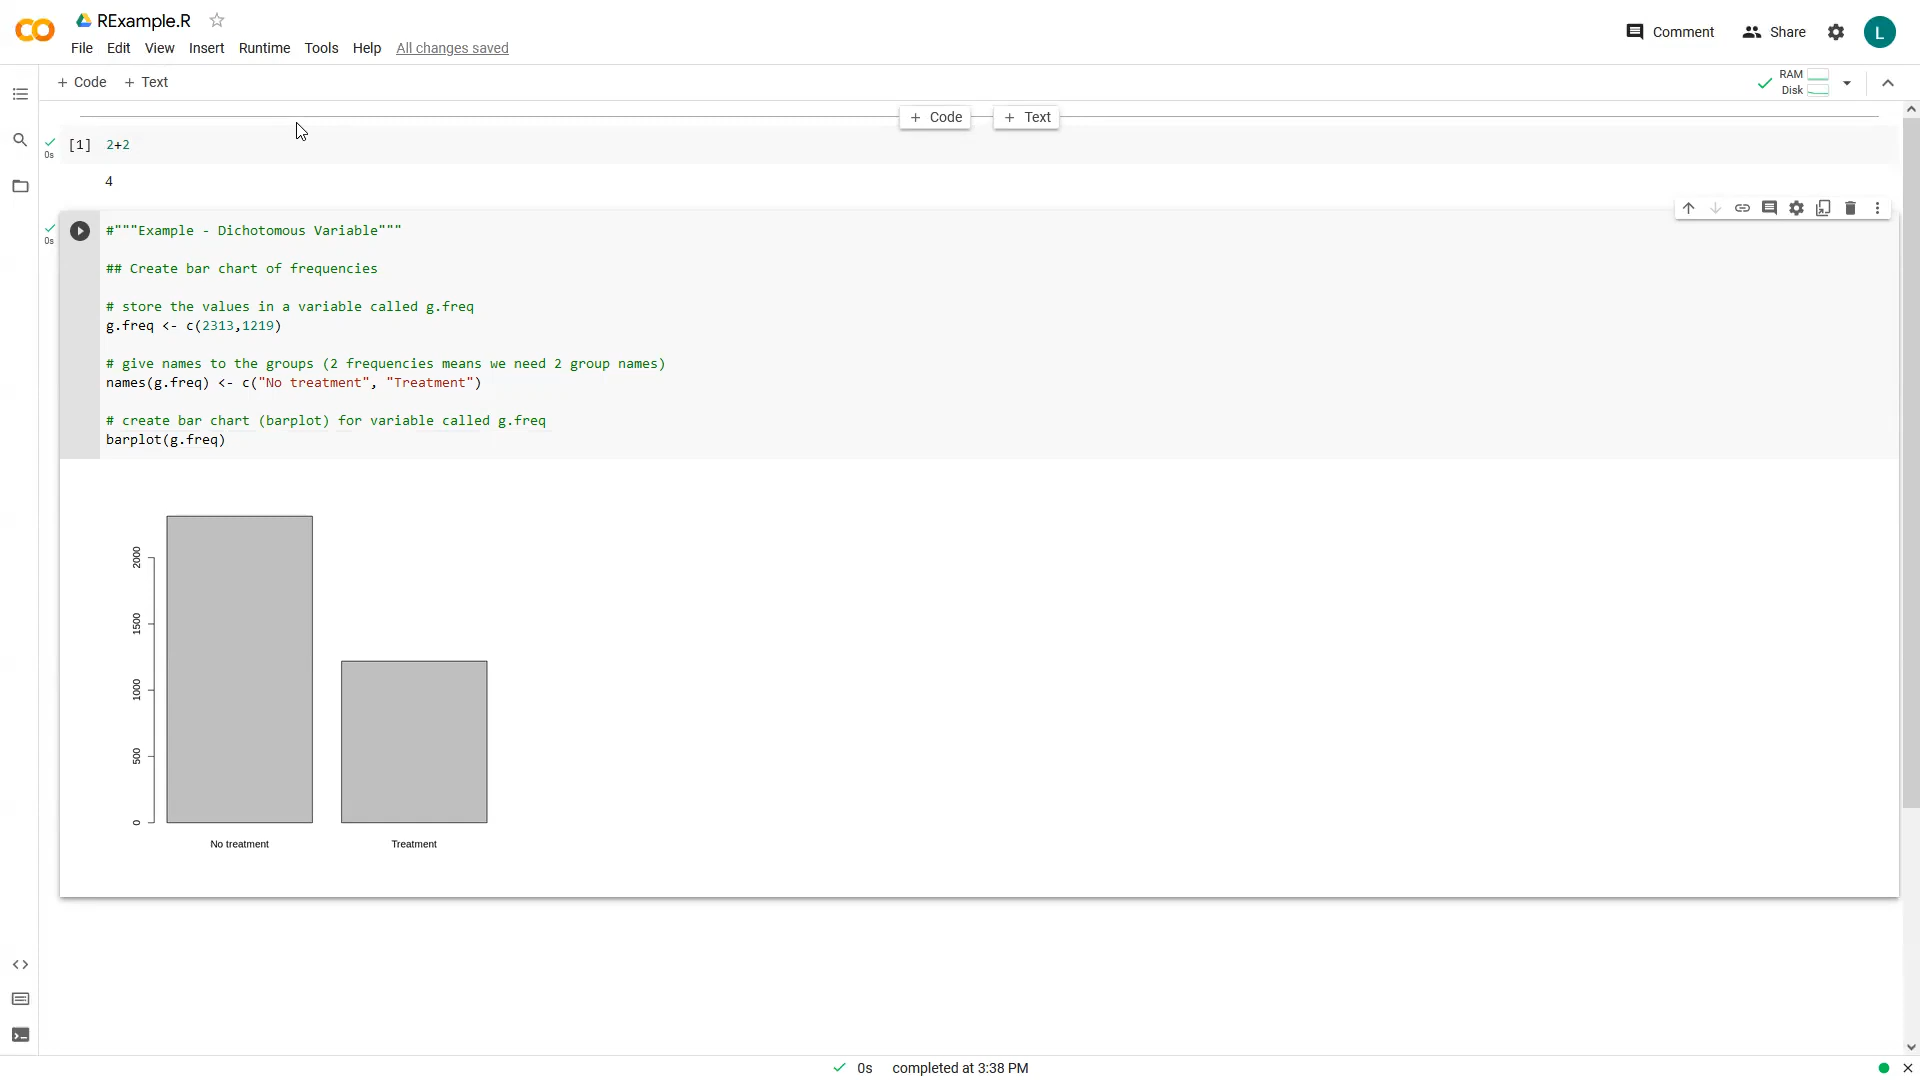 RExample.R
File Edit View Insert Runtime Tools Help All changes saved
Comment Share L
+ Code + Text
RAM
Disk
+ Code + Text
0s [1] 2+2
4
0s
#"""Example - Dichotomous Variable"""
## Create bar chart of frequencies
# store the values in a variable called g.freq
g.freq <- c(2313,1219)
# give names to the groups (2 frequencies means we need 2 group names)
names(g.freq) <- c("No treatment", "Treatment")
# create bar chart (barplot) for variable called g.freq
barplot(g.freq)
2000
1500
1000
500
0
No treatment Treatment
0s completed at 3:38 PM